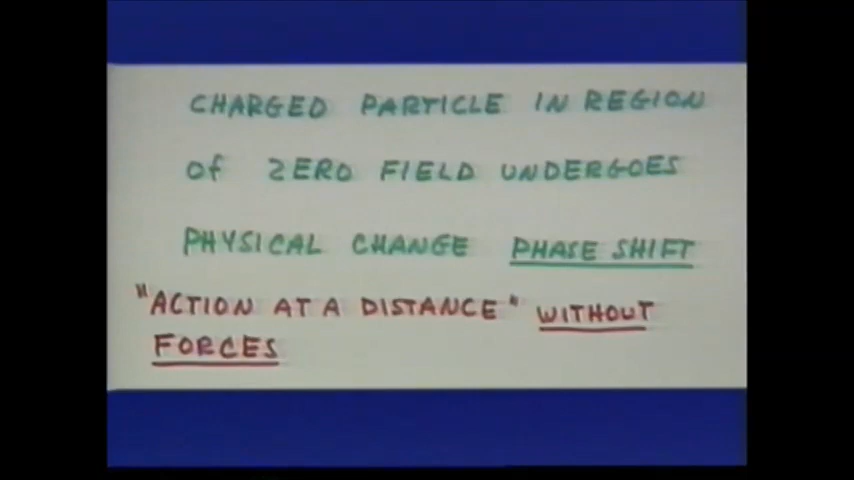 CHARGED PARTICLE IN REGION
of ZERO FIELD UNDERGOES
PHYSICAL CHANGE PHASE SHIFT
"ACTION AT A DISTANCE" WITHOUT
FORCES